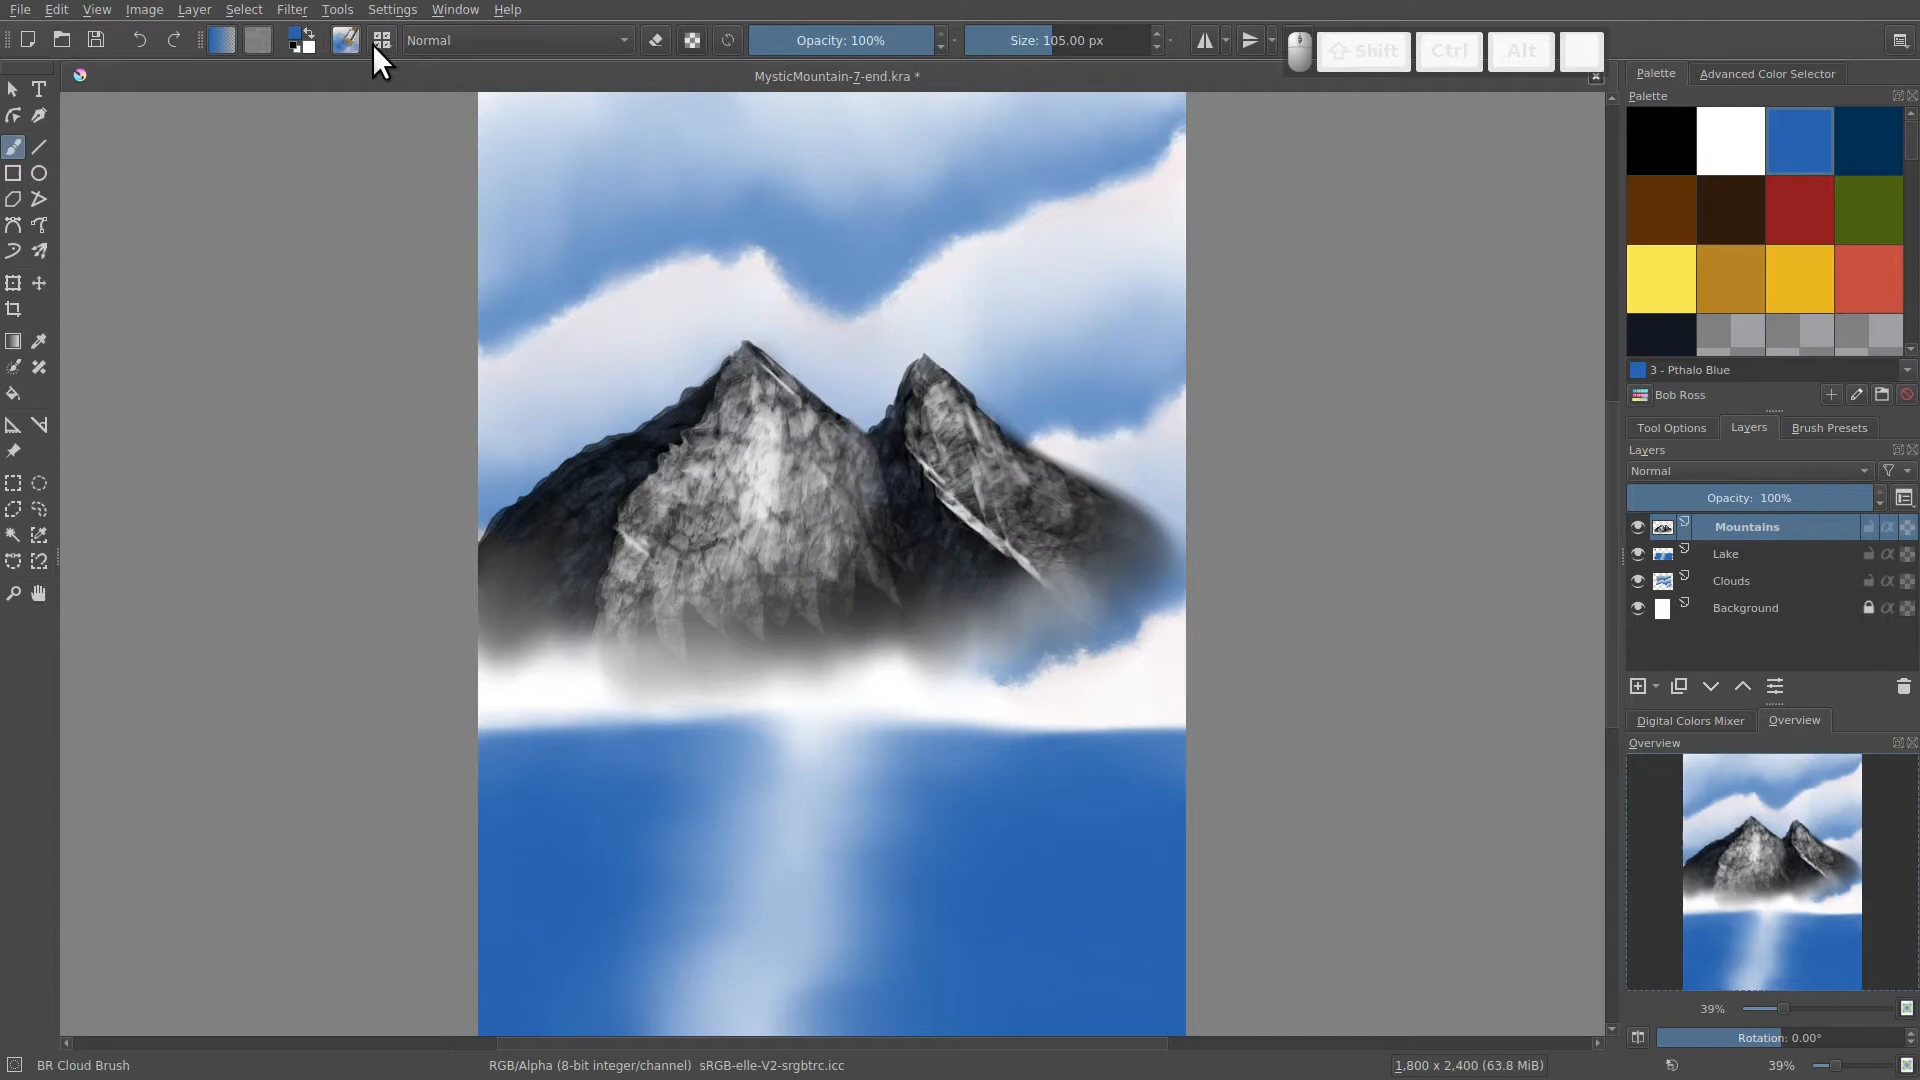 File Edit View Image Layer Select Filter Tools Settings Window Help
Normal Opacity: 100% Size: 105.00 px Shift Ctrl Alt
MysticMountain-7-end.kra *
Palette Advanced Color Selector
Palette
3 - Pthalo Blue
Bob Ross
Tool Options Layers Brush Presets
Layers
Normal
Opacity: 100%
Mountains
Lake
Clouds
Background
Digital Colors Mixer Overview
Overview
39%
Rotation: 0.00°
BR Cloud Brush RGB/Alpha (8-bit integer/channel) sRGB-elle-V2-srgbtrc.icc 1,800 x 2,400 (63.8 MiB) 39%